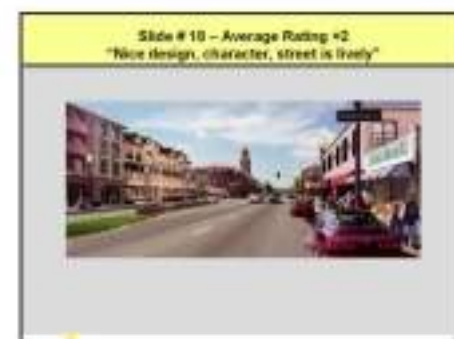 Slide # 10 – Average Rating +2
"Nice design, character, street is lively"